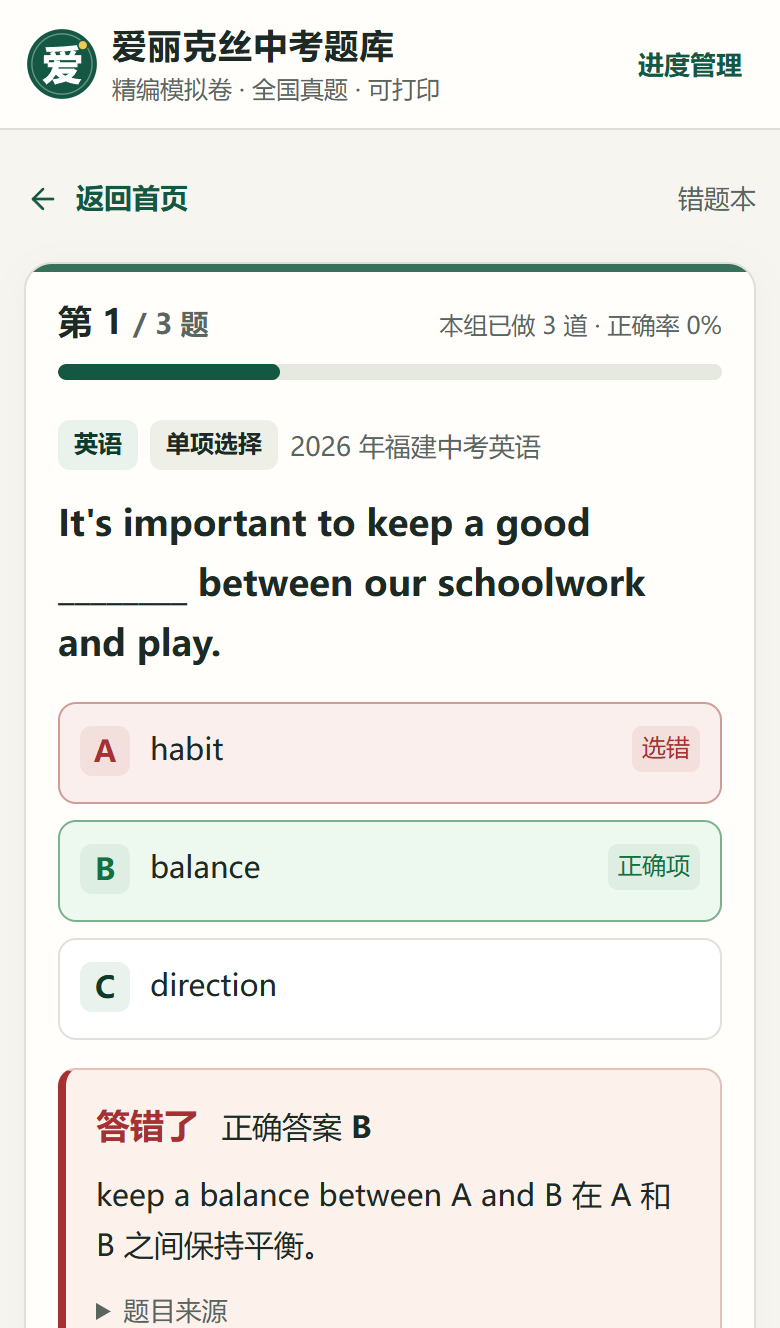 爱
爱丽克丝中考题库
精编模拟卷 · 全国真题 · 可打印
进度管理
← 返回首页
错题本
第 1 / 3 题
本组已做 3 道 · 正确率 0%
英语 单项选择 2026 年福建中考英语
It's important to keep a good
________ between our schoolwork
and play.
A habit 选错
B balance 正确项
C direction
答错了 正确答案 B
keep a balance between A and B 在 A 和
B 之间保持平衡。
▶ 题目来源